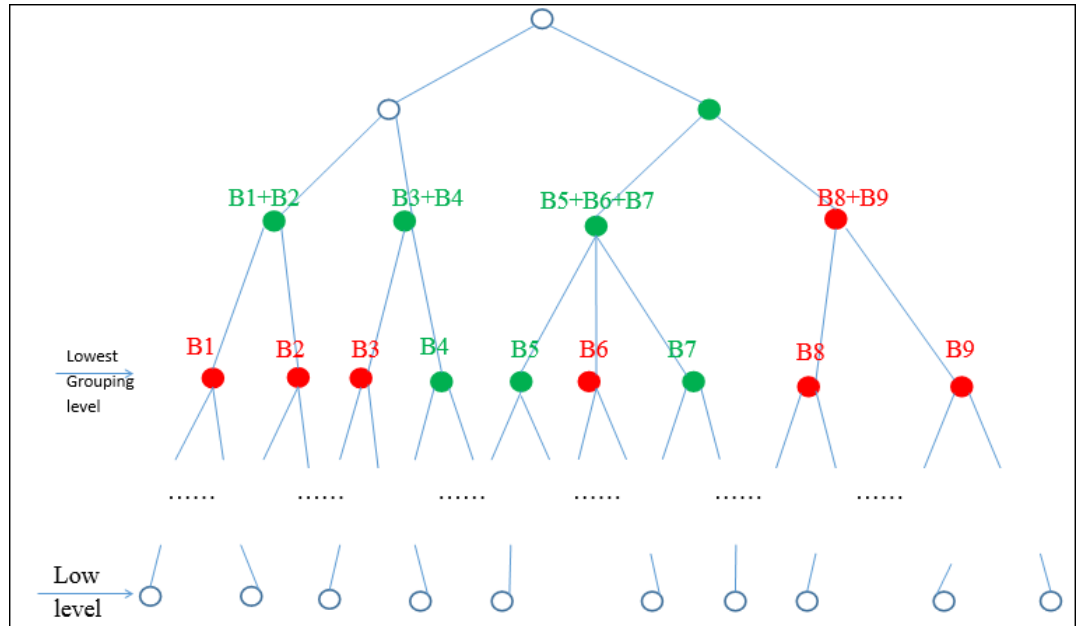 B1+B2
B3+B4
B5+B6+B7
B8+B9
Lowest
Grouping
level
B1
B2
B3
B4
B5
B6
B7
B8
B9
...... ...... ...... ...... ...... ......
Low
level